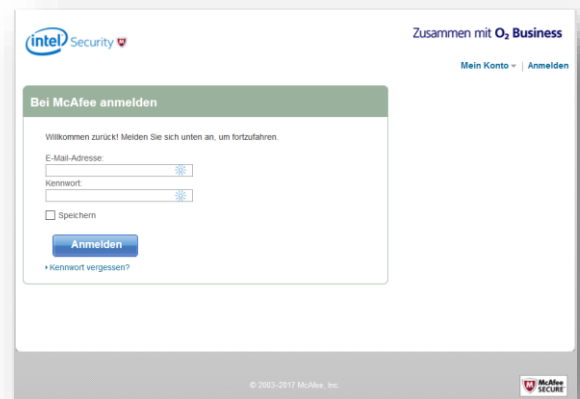 intel Security
Zusammen mit O₂ Business
Mein Konto | Anmelden
Bei McAfee anmelden
Willkommen zurück! Melden Sie sich unten an, um fortzufahren.
E-Mail-Adresse:
Kennwort:
Speichern
Anmelden
Kennwort vergessen?
© 2003-2017 McAfee, Inc.
McAfee
SECURE